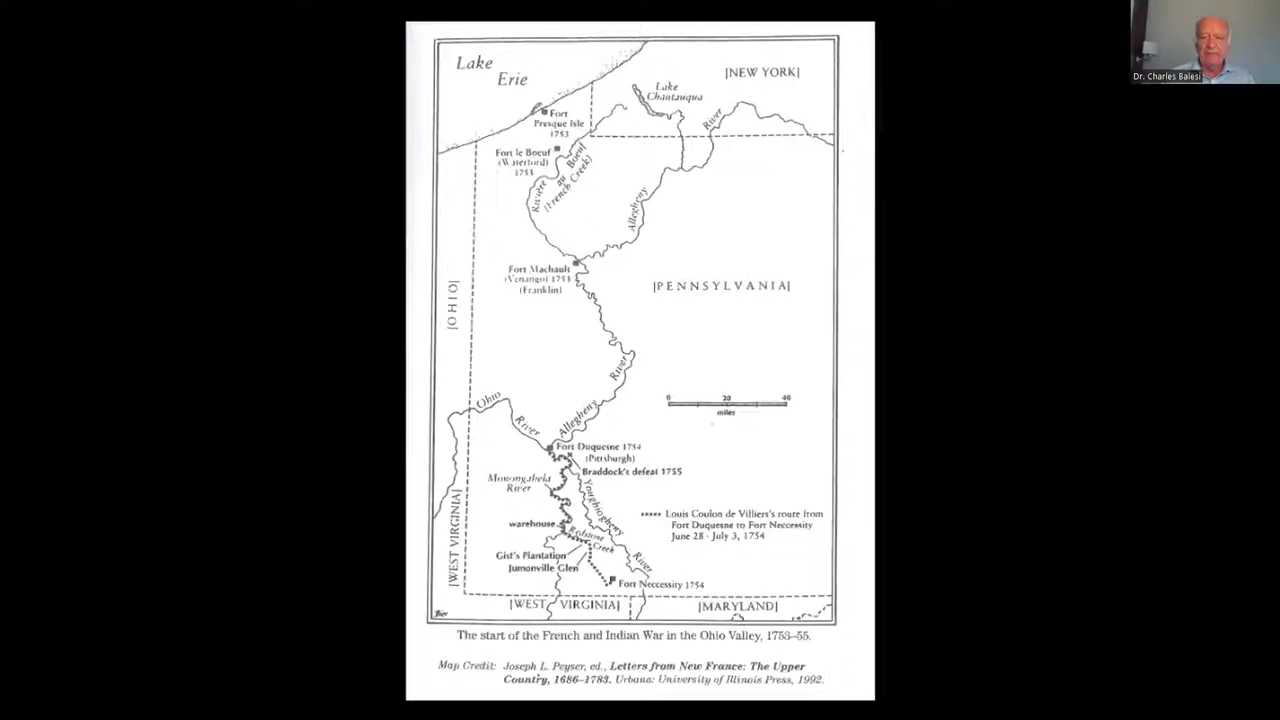 Dr. Charles Balesi
Lake
Erie
[NEW YORK]
Lake
Chautauqua
River
Fort
Presque Isle
1753
Fort le Boeuf
(Waterford)
1753
Rivière
au
Boeuf
(French Creek)
Allegheny
Fort Machault
(Venango) 1753
(Franklin)
[PENNSYLVANIA]
[OHIO]
River
0 20 40
miles
Ohio
River
Allegheny
Fort Duquesne 1754
(Pittsburgh)
Braddock's defeat 1755
Monongahela
River
Youghiogheny
River
[WEST VIRGINIA]
warehouse
Redstone
Creek
Gist's Plantation
Jumonville Glen
Louis Coulon de Villiers's route from
Fort Duquesne to Fort Neccessity
June 28 - July 3, 1754
Fort Neccessity 1754
[WEST VIRGINIA]
[MARYLAND]
The start of the French and Indian War in the Ohio Valley, 1753–55.
Map Credit: Joseph L. Peyser, ed., Letters from New France: The Upper
Country, 1686-1783. Urbana: University of Illinois Press, 1992.